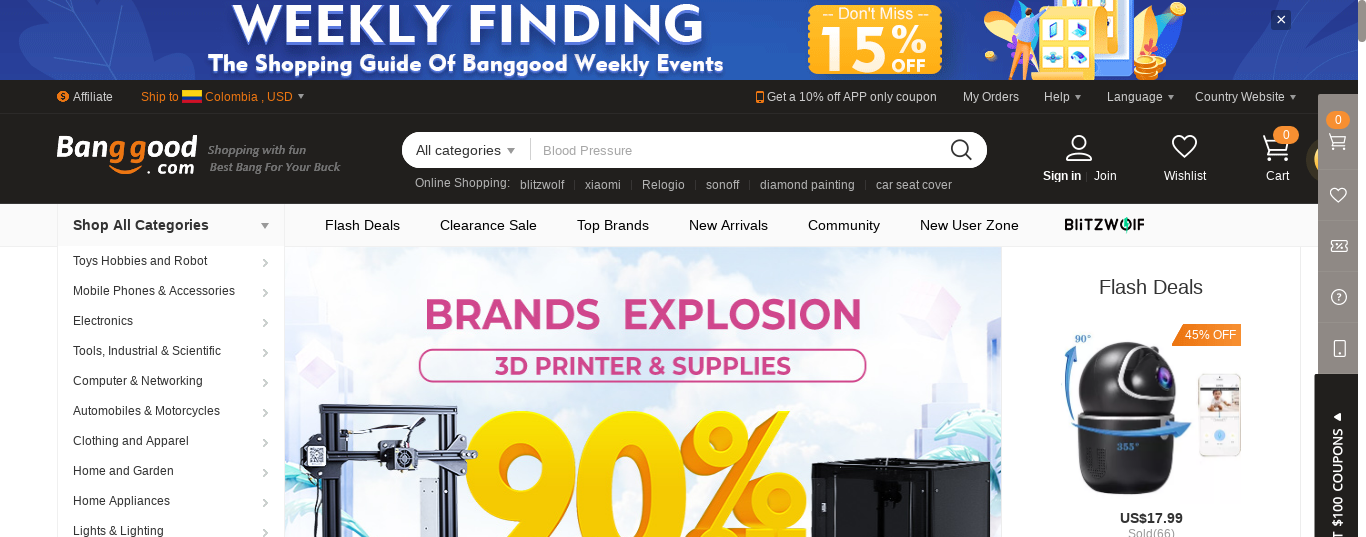 WEEKLY FINDING
The Shopping Guide Of Banggood Weekly Events
-- Don't Miss --
15% OFF
✕
Affiliate
Ship to Colombia , USD
Get a 10% off APP only coupon
My Orders
Help
Language
Country Website
Banggood.com
Shopping with fun
Best Bang For Your Buck
All categories
Blood Pressure
Online Shopping:
blitzwolf
xiaomi
Relogio
sonoff
diamond painting
car seat cover
Sign in
Join
Wishlist
0
Cart
0
Shop All Categories
Flash Deals
Clearance Sale
Top Brands
New Arrivals
Community
New User Zone
BLITZWOLF
Toys Hobbies and Robot
Mobile Phones & Accessories
Electronics
Tools, Industrial & Scientific
Computer & Networking
Automobiles & Motorcycles
Clothing and Apparel
Home and Garden
Home Appliances
Lights & Lighting
BRANDS EXPLOSION
3D PRINTER & SUPPLIES
90%
Flash Deals
45% OFF
90°
355°
US$17.99
Sold(66)
T $100 COUPONS